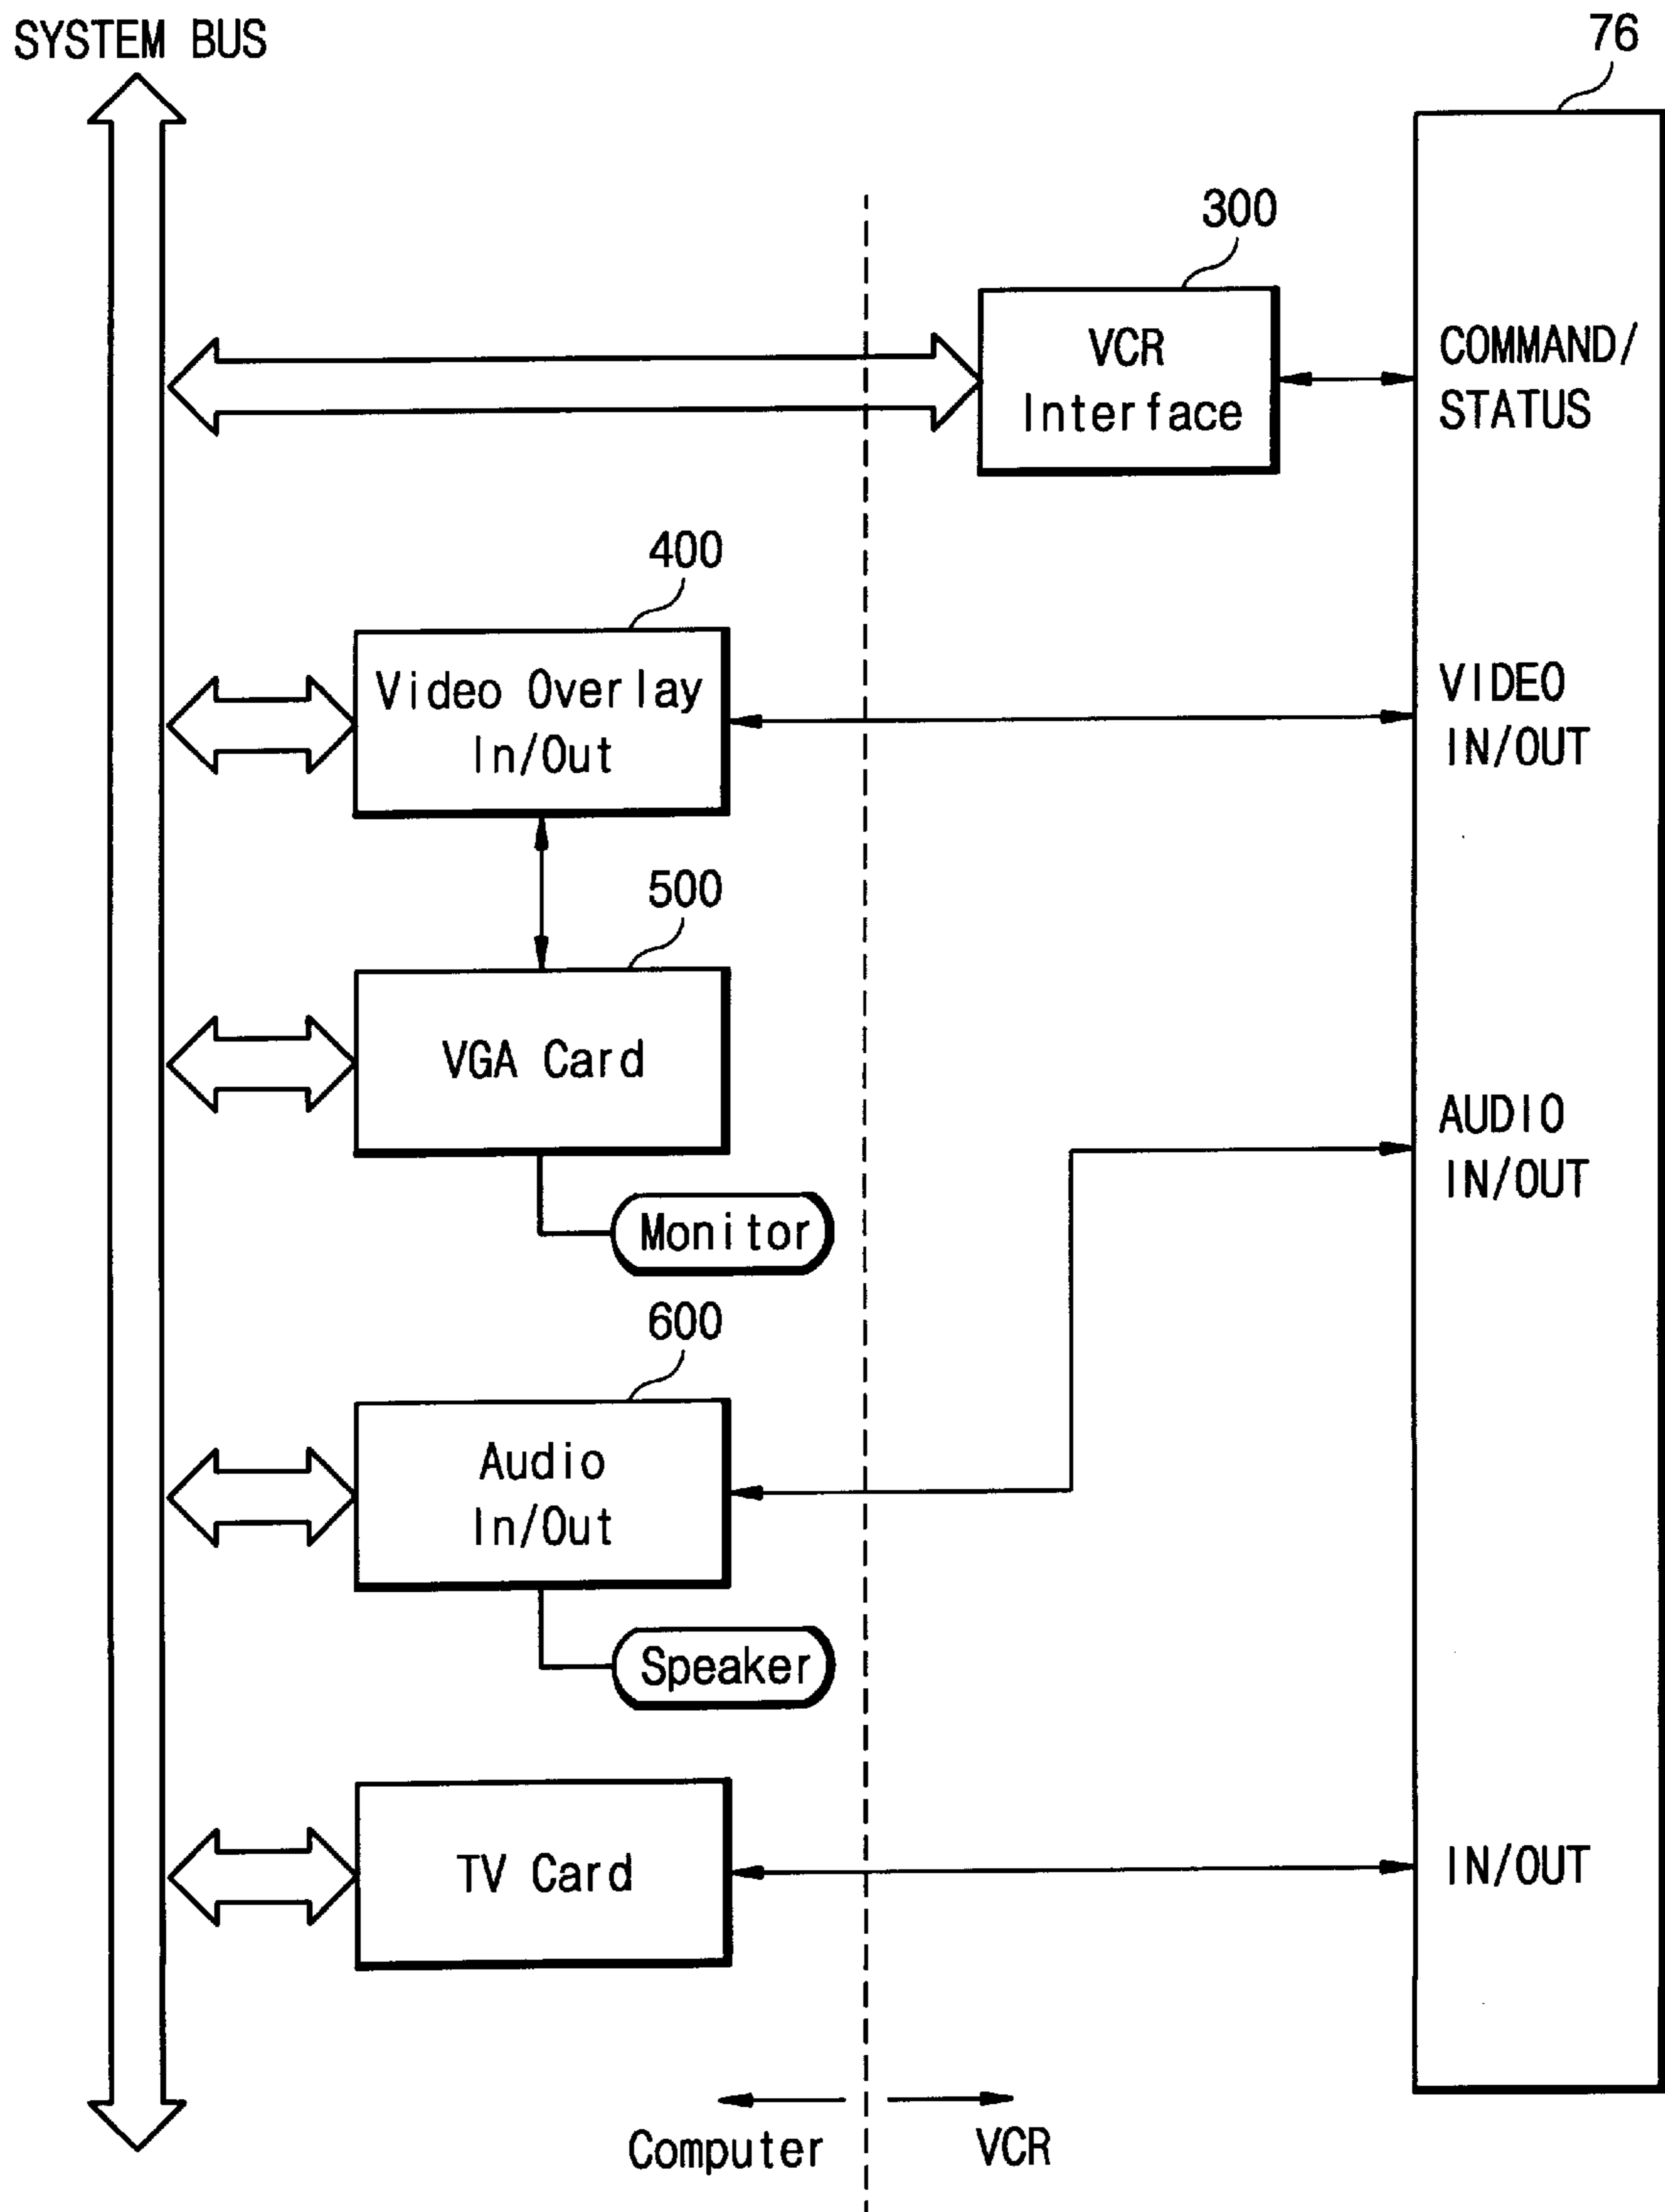 SYSTEM BUS
76
300
VCR
Interface
COMMAND/
STATUS
400
Video Overlay
In/Out
VIDEO
IN/OUT
500
VGA Card
AUDIO
IN/OUT
Monitor
600
Audio
In/Out
Speaker
TV Card
IN/OUT
Computer
VCR